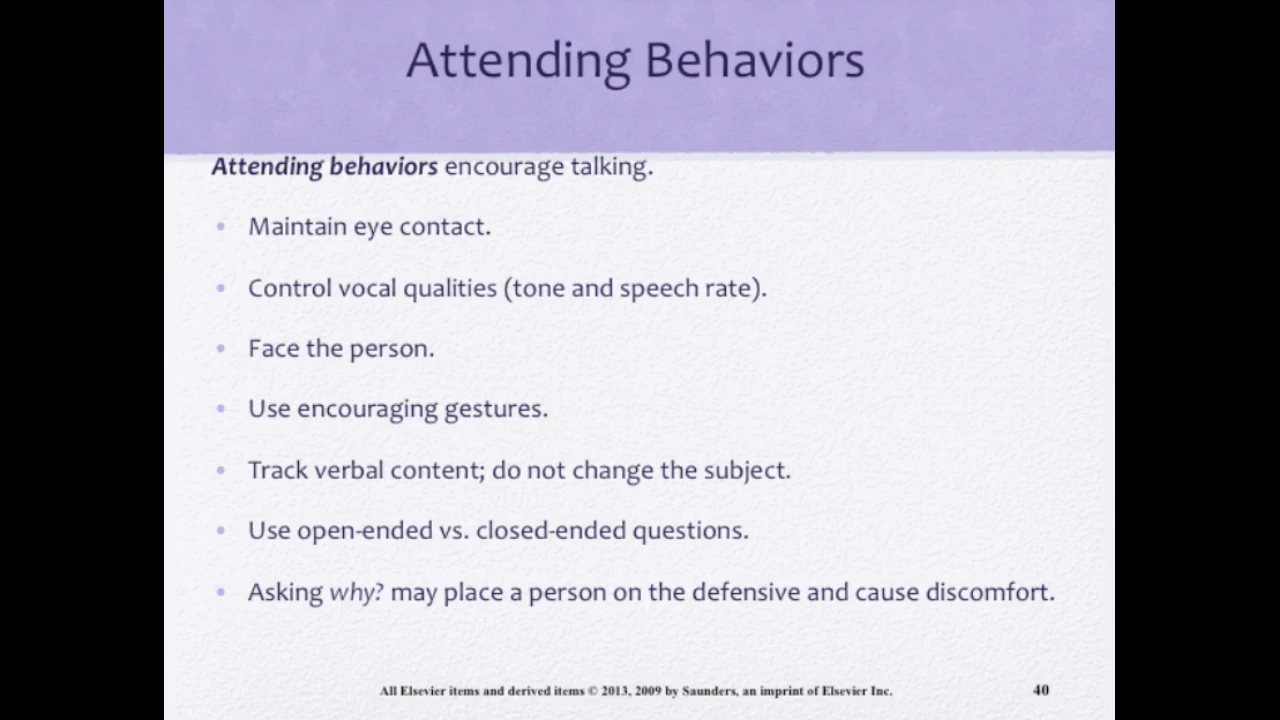 Attending Behaviors
Attending behaviors encourage talking.
• Maintain eye contact.
• Control vocal qualities (tone and speech rate).
• Face the person.
• Use encouraging gestures.
• Track verbal content; do not change the subject.
• Use open-ended vs. closed-ended questions.
• Asking why? may place a person on the defensive and cause discomfort.
All Elsevier items and derived items © 2013, 2009 by Saunders, an imprint of Elsevier Inc.
40